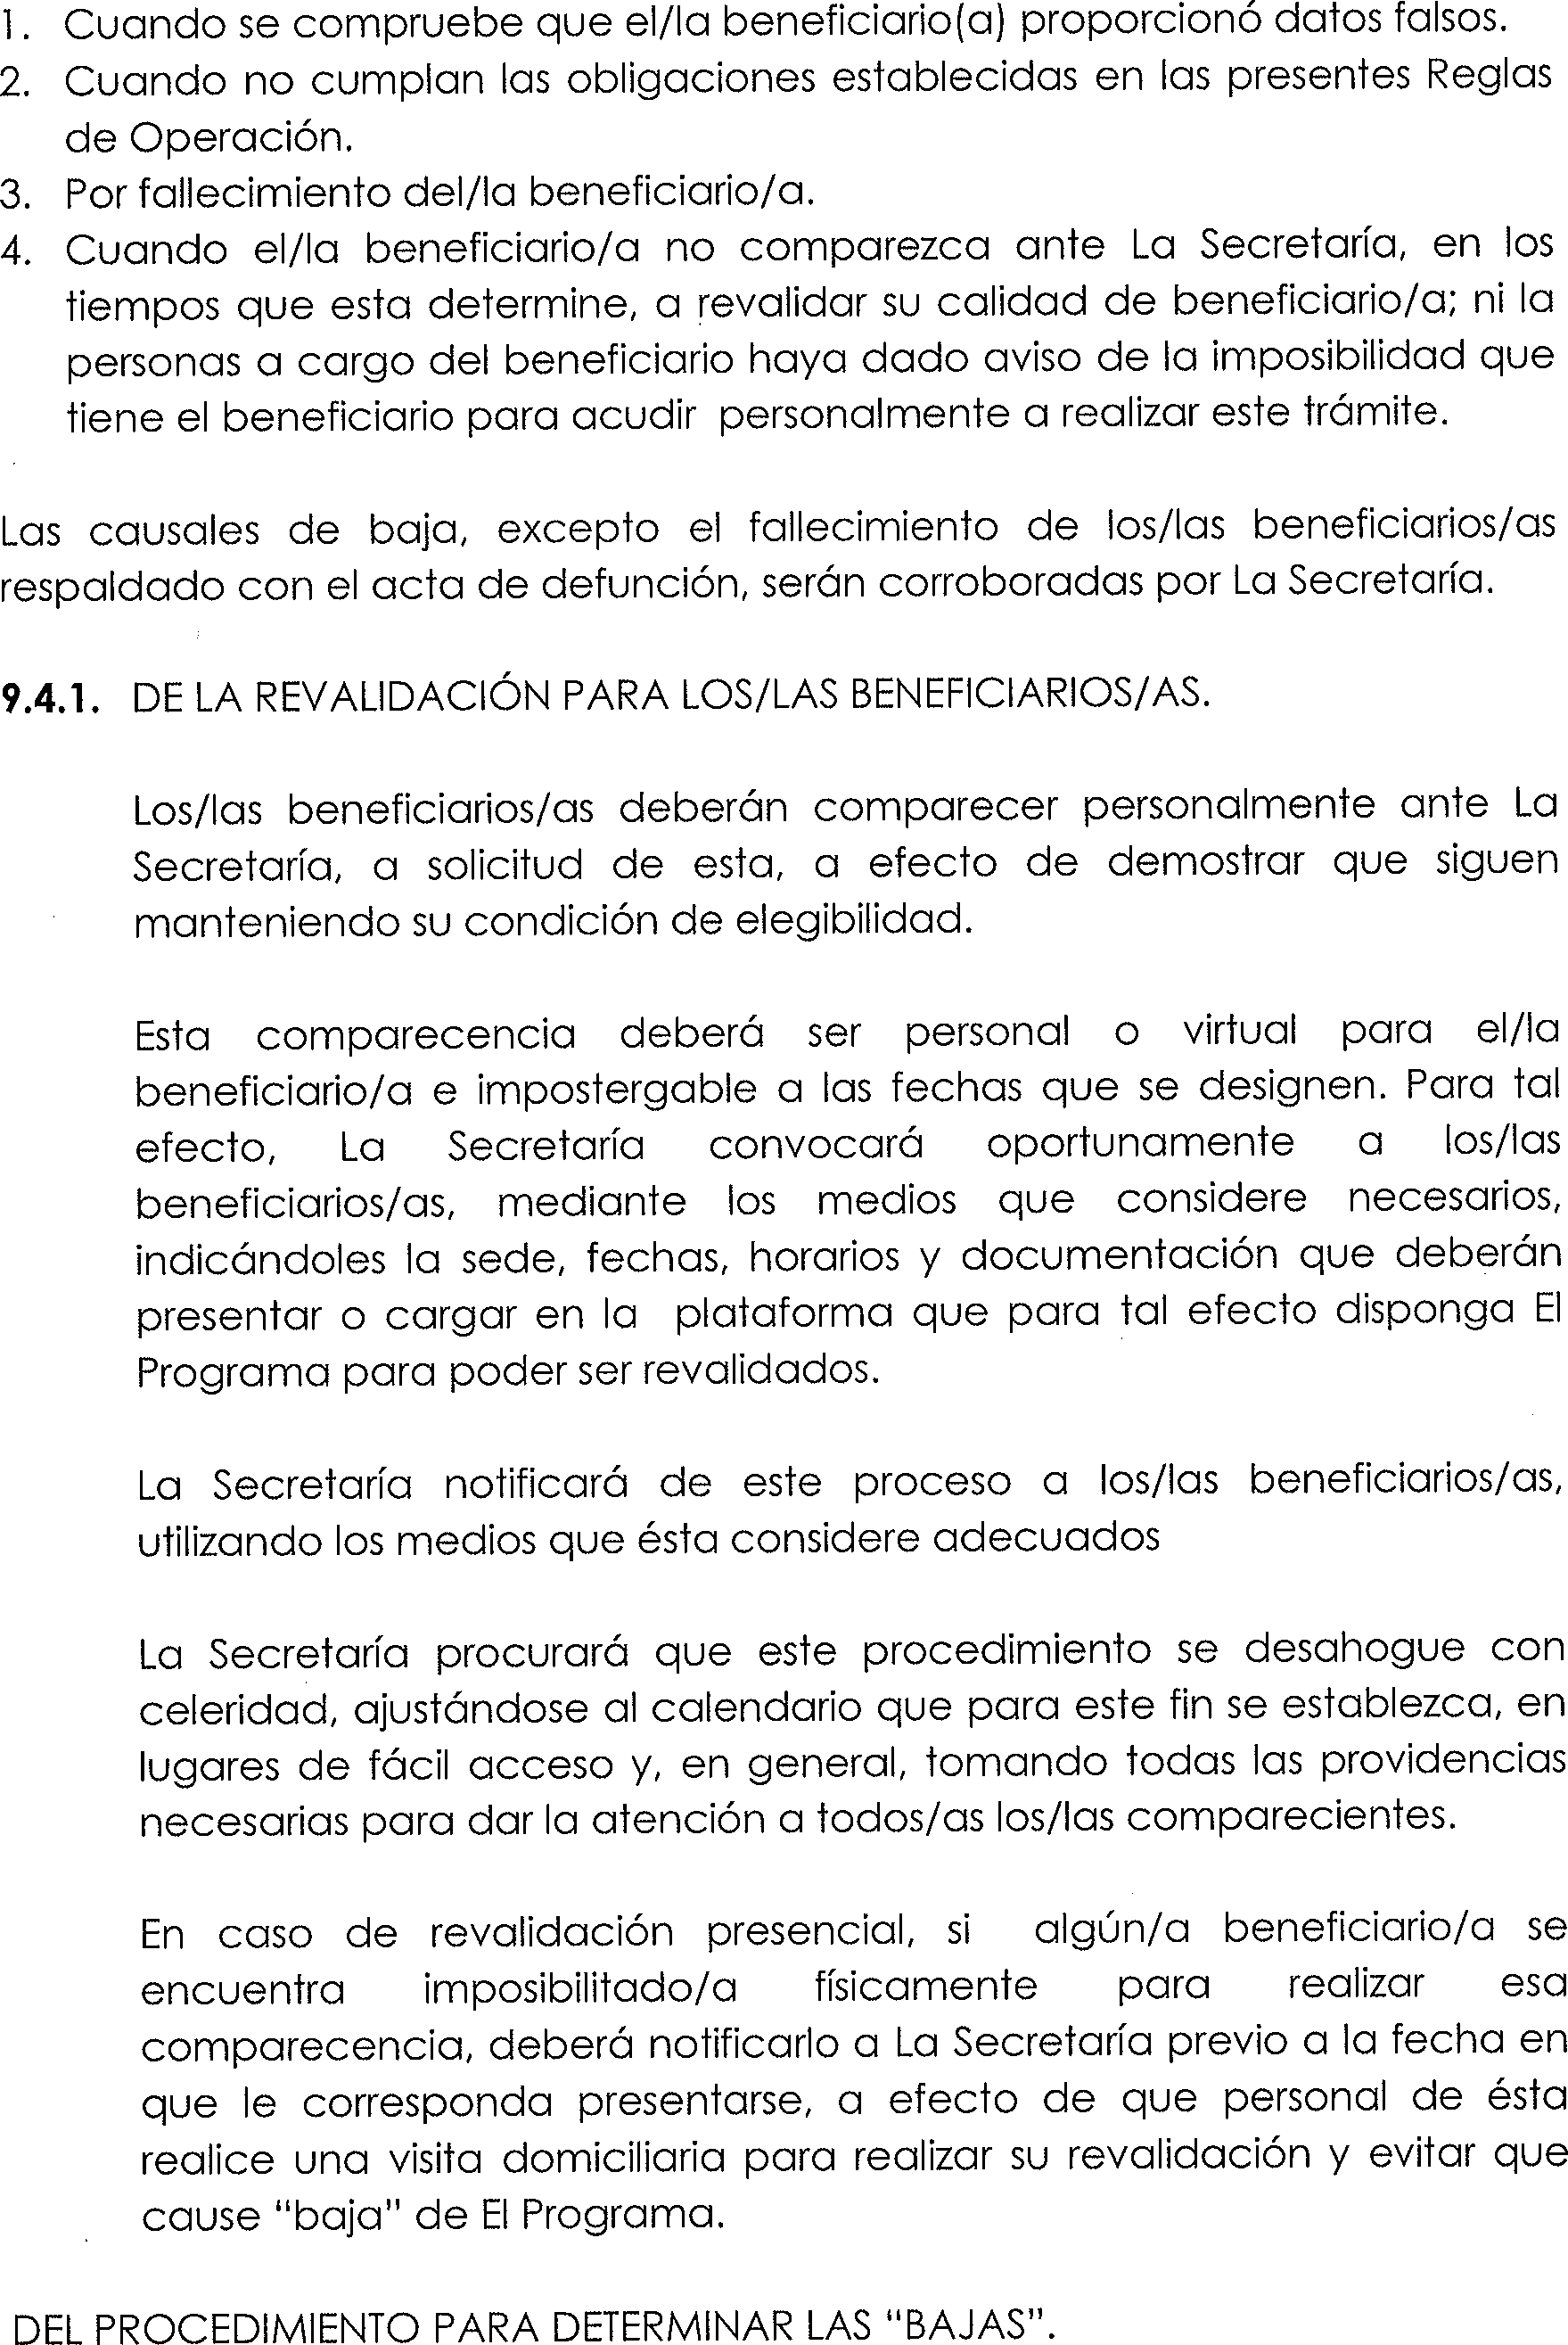 1. Cuando se compruebe que el/la beneficiario(a) proporcionó datos falsos.
2. Cuando no cumplan las obligaciones establecidas en las presentes Reglas
de Operación.
3. Por fallecimiento del/la beneficiario/a.
4. Cuando el/la beneficiario/a no comparezca ante La Secretaría, en los
tiempos que esta determine, a revalidar su calidad de beneficiario/a; ni la
personas a cargo del beneficiario haya dado aviso de la imposibilidad que
tiene el beneficiario para acudir personalmente a realizar este trámite.
Las causales de baja, excepto el fallecimiento de los/las beneficiarios/as
respaldado con el acta de defunción, serán corroboradas por La Secretaría.
9.4.1. DE LA REVALIDACIÓN PARA LOS/LAS BENEFICIARIOS/AS.
Los/las beneficiarios/as deberán comparecer personalmente ante La
Secretaría, a solicitud de esta, a efecto de demostrar que siguen
manteniendo su condición de elegibilidad.
Esta comparecencia deberá ser personal o virtual para el/la
beneficiario/a e impostergable a las fechas que se designen. Para tal
efecto, La Secretaría convocará oportunamente a los/las
beneficiarios/as, mediante los medios que considere necesarios,
indicándoles la sede, fechas, horarios y documentación que deberán
presentar o cargar en la plataforma que para tal efecto disponga El
Programa para poder ser revalidados.
La Secretaría notificará de este proceso a los/las beneficiarios/as,
utilizando los medios que ésta considere adecuados
La Secretaría procurará que este procedimiento se desahogue con
celeridad, ajustándose al calendario que para este fin se establezca, en
lugares de fácil acceso y, en general, tomando todas las providencias
necesarias para dar la atención a todos/as los/las comparecientes.
En caso de revalidación presencial, si algún/a beneficiario/a se
encuentra imposibilitado/a físicamente para realizar esa
comparecencia, deberá notificarlo a La Secretaría previo a la fecha en
que le corresponda presentarse, a efecto de que personal de ésta
realice una visita domiciliaria para realizar su revalidación y evitar que
cause "baja" de El Programa.
DEL PROCEDIMIENTO PARA DETERMINAR LAS "BAJAS".